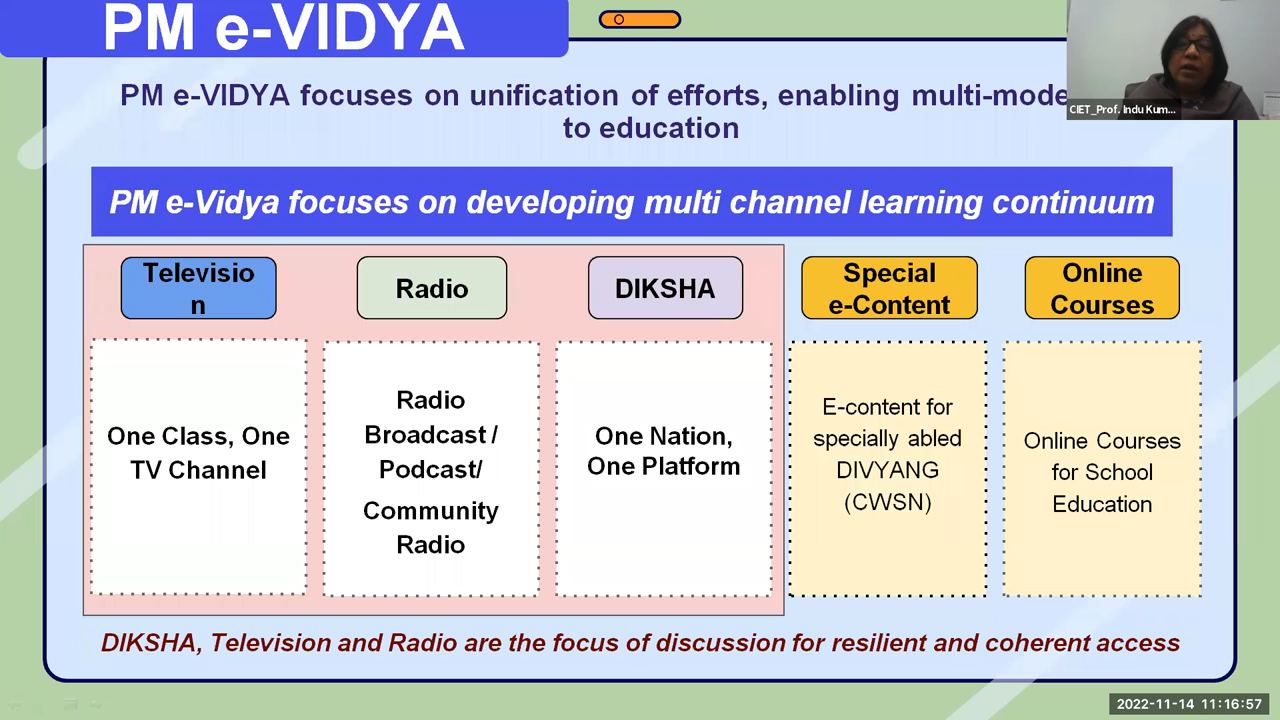 PM e-VIDYA
PM e-VIDYA focuses on unification of efforts, enabling multi-mode
to education
CIET_Prof. Indu Kum...
PM e-Vidya focuses on developing multi channel learning continuum
Televisio
n
Radio
DIKSHA
Special
e-Content
Online
Courses
One Class, One
TV Channel
Radio
Broadcast /
Podcast/
Community
Radio
One Nation,
One Platform
E-content for
specially abled
DIVYANG
(CWSN)
Online Courses
for School
Education
DIKSHA, Television and Radio are the focus of discussion for resilient and coherent access
2022-11-14 11:16:57